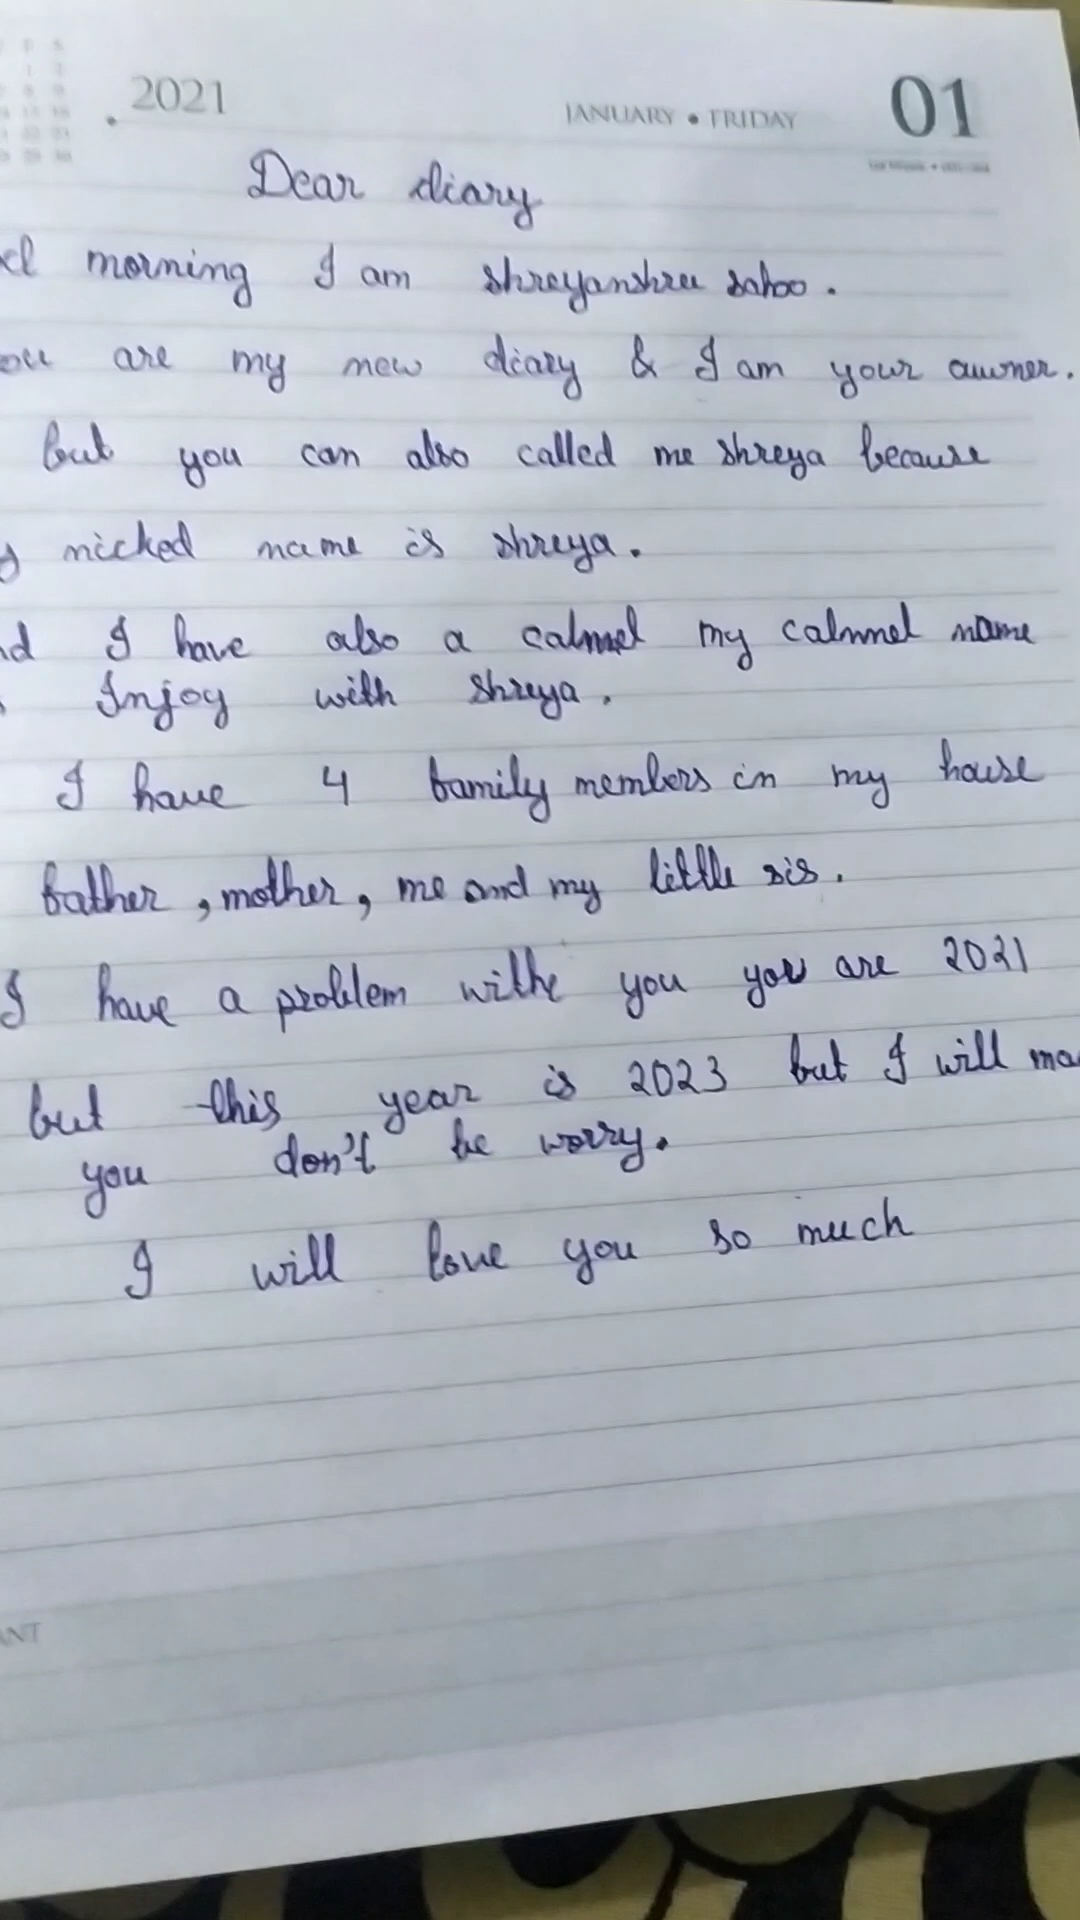 2021 JANUARY • FRIDAY 01
Dear diary
morning I am shreyanshree sahoo.
are my new diary & I am your auwner.
but you can also called me shreya because
nicked name is shreya.
I have also a calnnel my calnnel name
Injoy with shreya.
I have 4 family members in my house
father, mother, me and my little sis.
I have a problem withe you you are 2021
but this year is 2023 but I will
you don't be worry.
I will love you so much